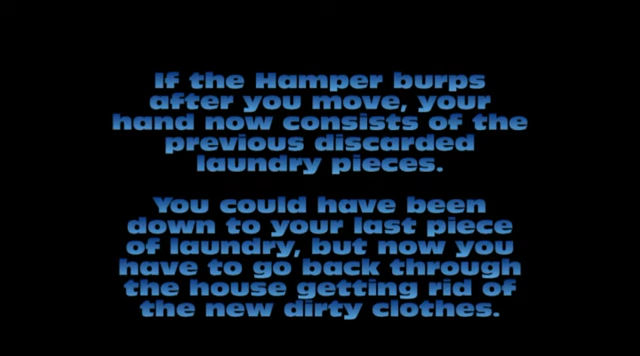 If the Hamper burps
after you move, your
hand now consists of the
previous discarded
laundry pieces.
You could have been
down to your last piece
of laundry, but now you
have to go back through
the house getting rid of
the new dirty clothes.